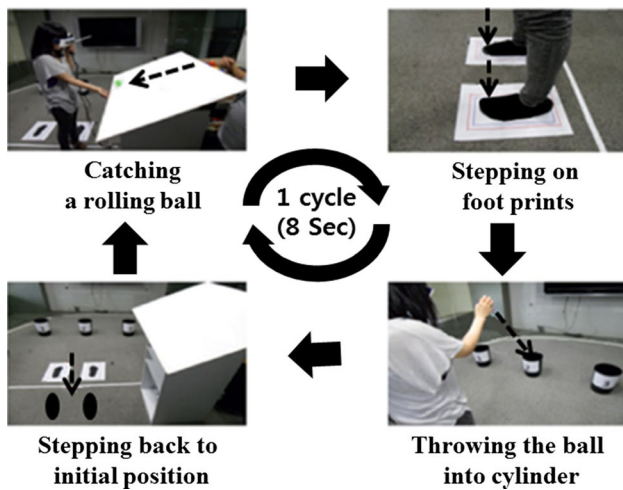 Catching
a rolling ball
Stepping on
foot prints
1 cycle
(8 Sec)
Stepping back to
initial position
Throwing the ball
into cylinder